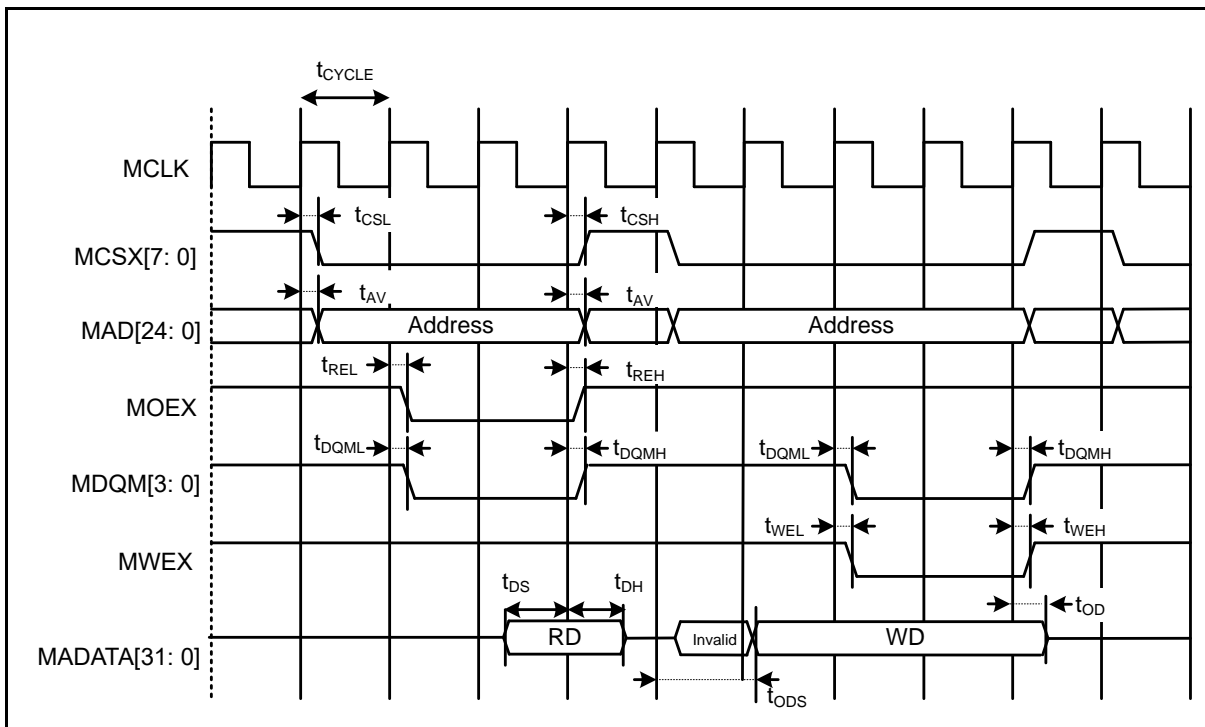 tCYCLE
MCLK
tCSL
tCSH
MCSX[7: 0]
tAV
tAV
MAD[24: 0]
Address
Address
tREL
tREH
MOEX
tDQML
tDQMH
tDQML
tDQMH
MDQM[3: 0]
tWEL
tWEH
MWEX
tDS
tDH
tOD
RD
Invalid
WD
MADATA[31: 0]
tODS